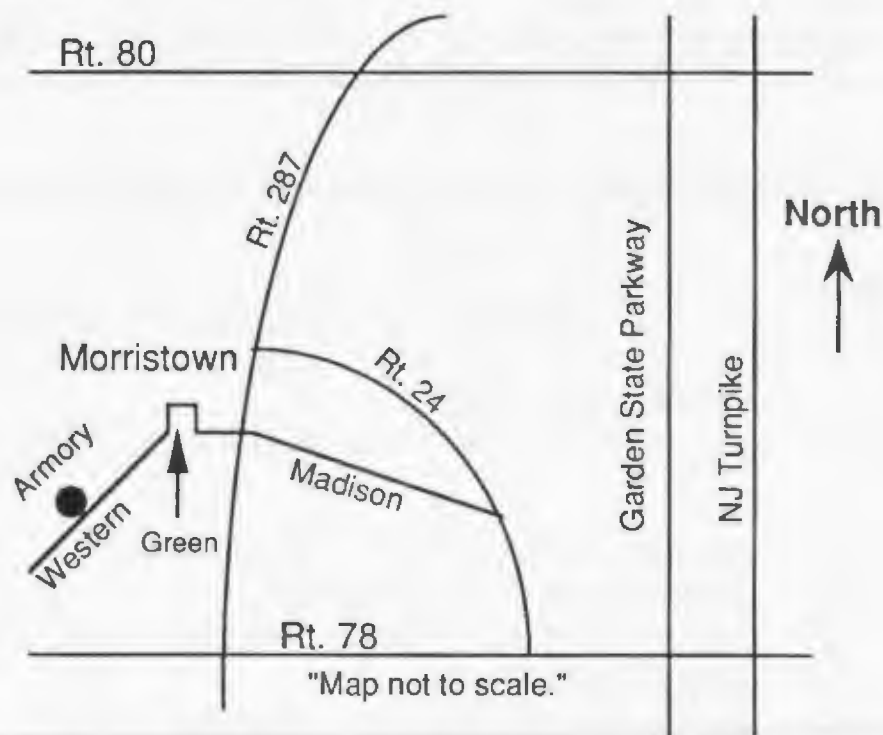 Rt. 80
Rt. 287
North
Garden State Parkway
NJ Turnpike
Morristown
Rt. 24
Armory
Madison
Western
Green
Rt. 78
"Map not to scale."